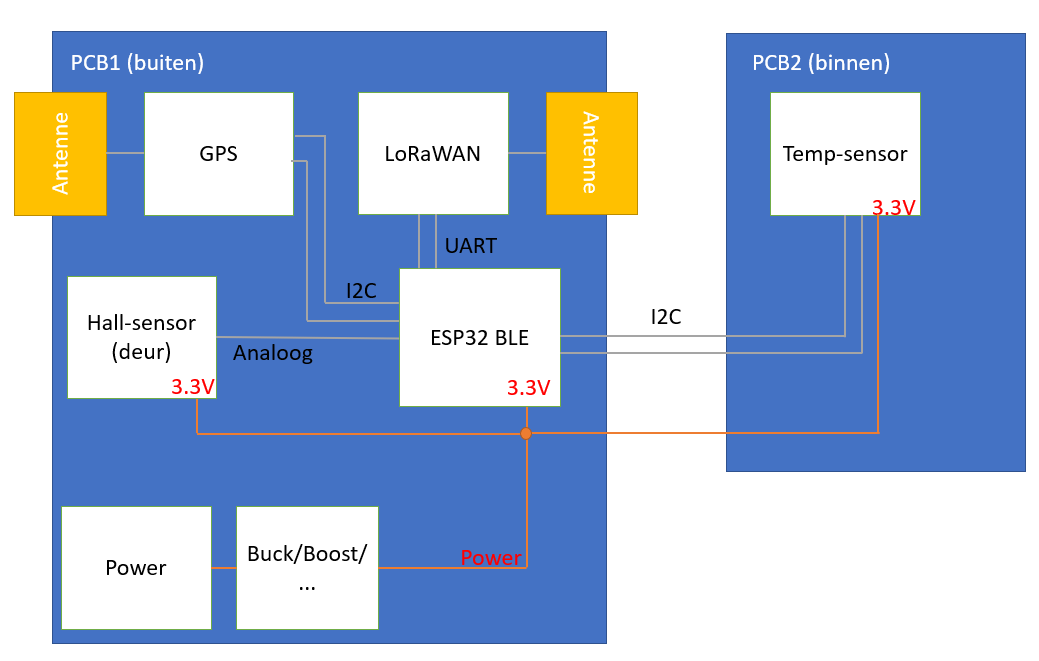 PCB1 (buiten)
PCB2 (binnen)
Antenne
GPS
LoRaWAN
Antenne
Temp-sensor
3.3V
UART
I2C
Hall-sensor
(deur)
3.3V
Analoog
ESP32 BLE
3.3V
I2C
Power
Buck/Boost/
...
Power